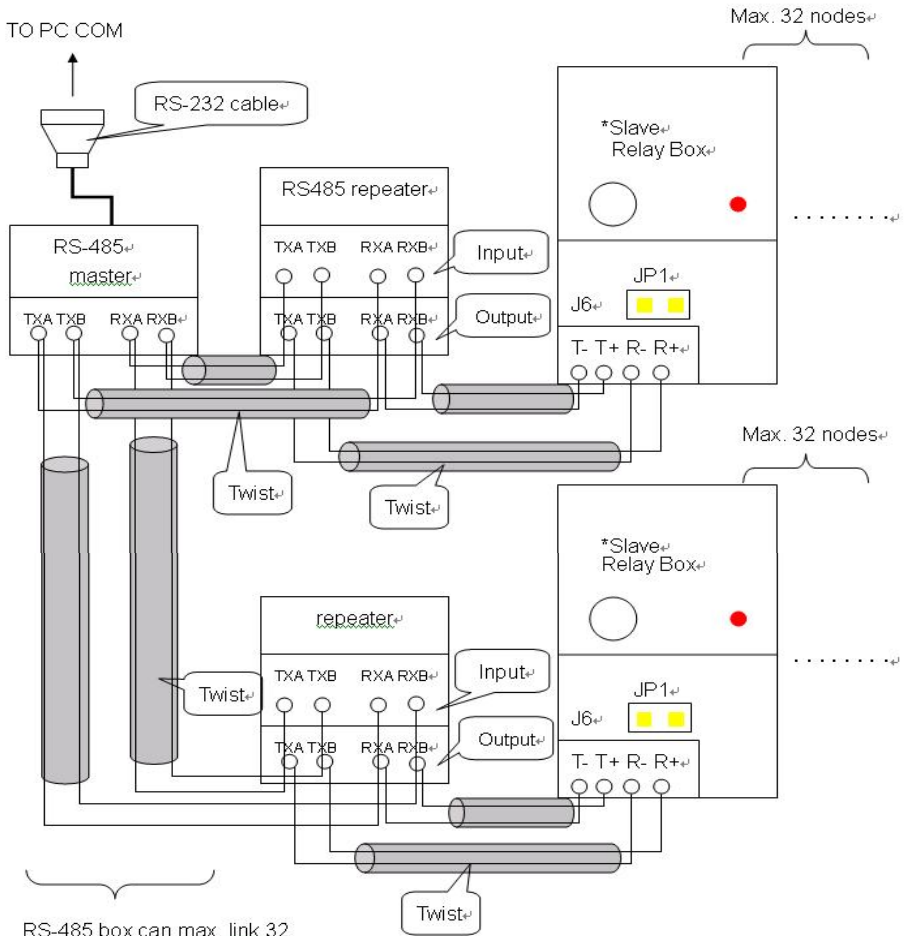 TO PC COM
Max. 32 nodes
RS-232 cable
*Slave
Relay Box
RS485 repeater
RS-485
master
TXA TXB RXA RXB
Input
TXA TXB RXA RXB
TXA TXB RXA RXB
Output
JP1
J6
T- T+ R- R+
Twist
Twist
Max. 32 nodes
*Slave
Relay Box
repeater
Twist
TXA TXB RXA RXB
Input
TXA TXB RXA RXB
Output
JP1
J6
T- T+ R- R+
Twist
RS-485 box can max. link 32